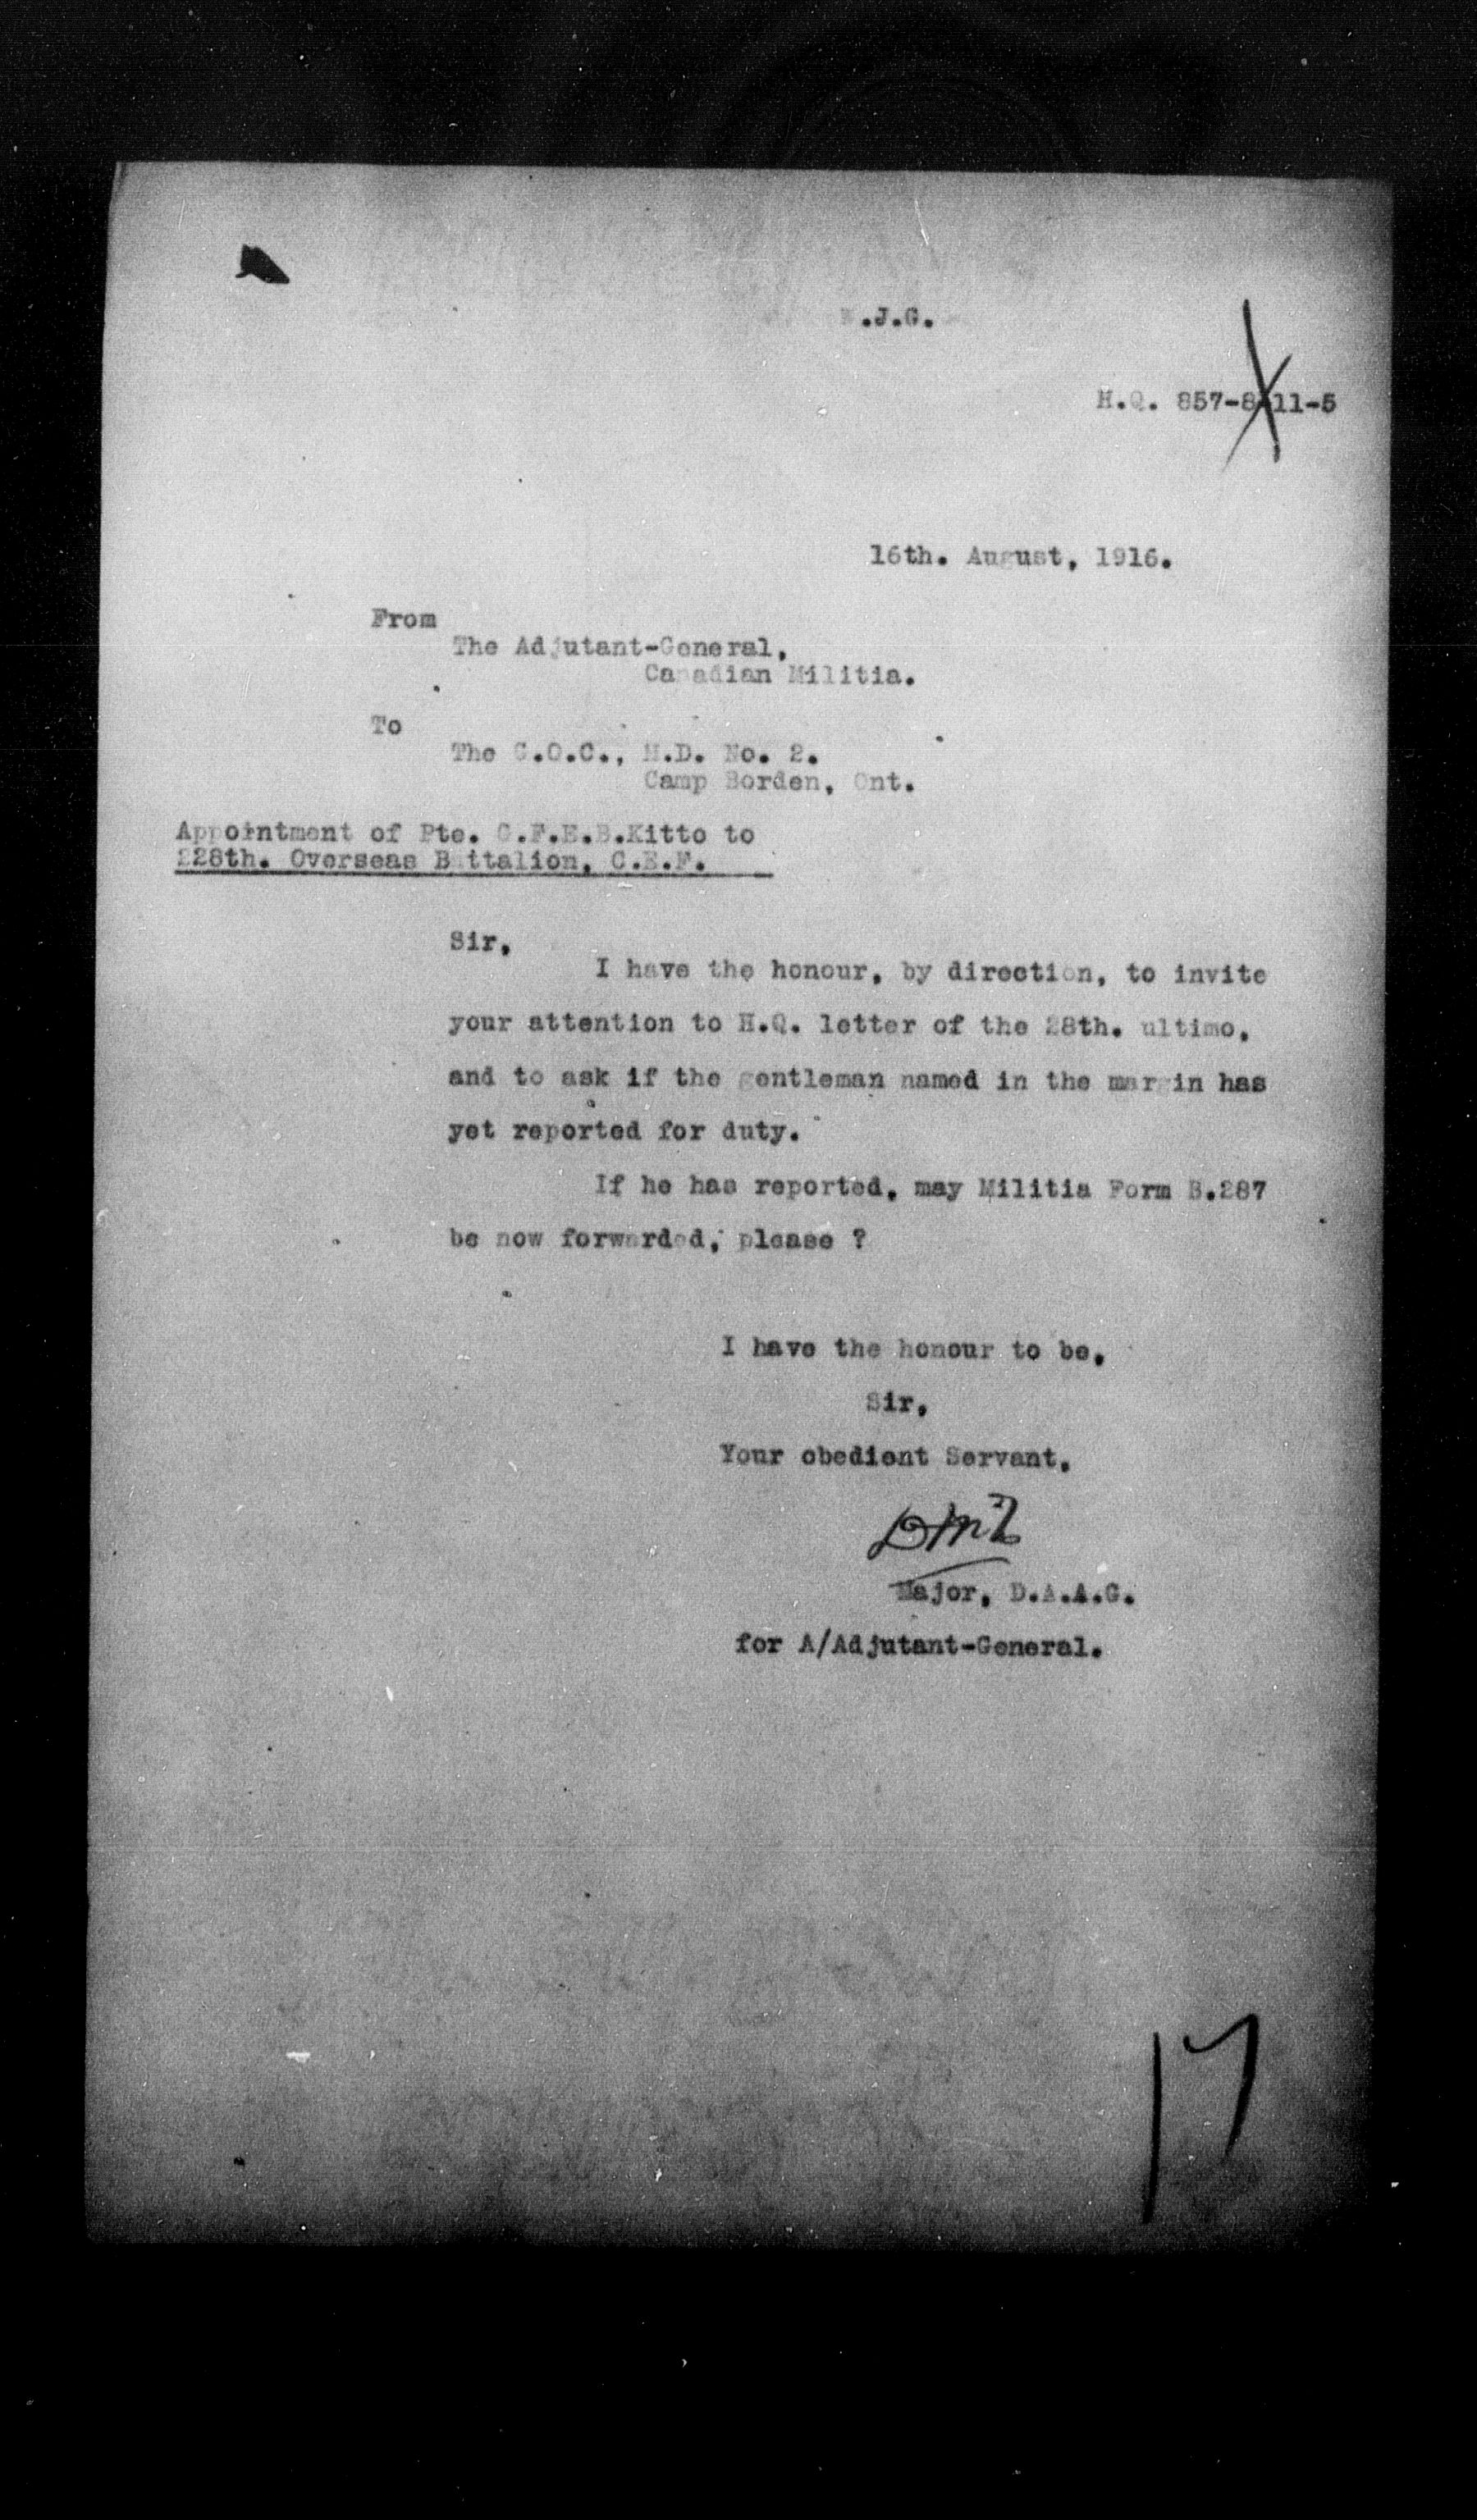 .J.G.
H.Q. 857-8-11-5
16th. August, 1916.
From
The Adjutant-General,
Canadian Militia.
To
The G.O.C., M.D. No. 2.
Camp Borden, Ont.
Appointment of Pte. C.F.E.B.Kitto to
228th. Overseas Battalion, C.E.F.
Sir,
I have the honour, by direction, to invite
your attention to H.Q. letter of the 28th. ultimo,
and to ask if the gentleman named in the margin has
yet reported for duty.
If he has reported, may Militia Form B.287
be now forwarded, please ?
I have the honour to be,
Sir,
Your obedient Servant,
Major, D.A.A.G.
for A/Adjutant-General.
17